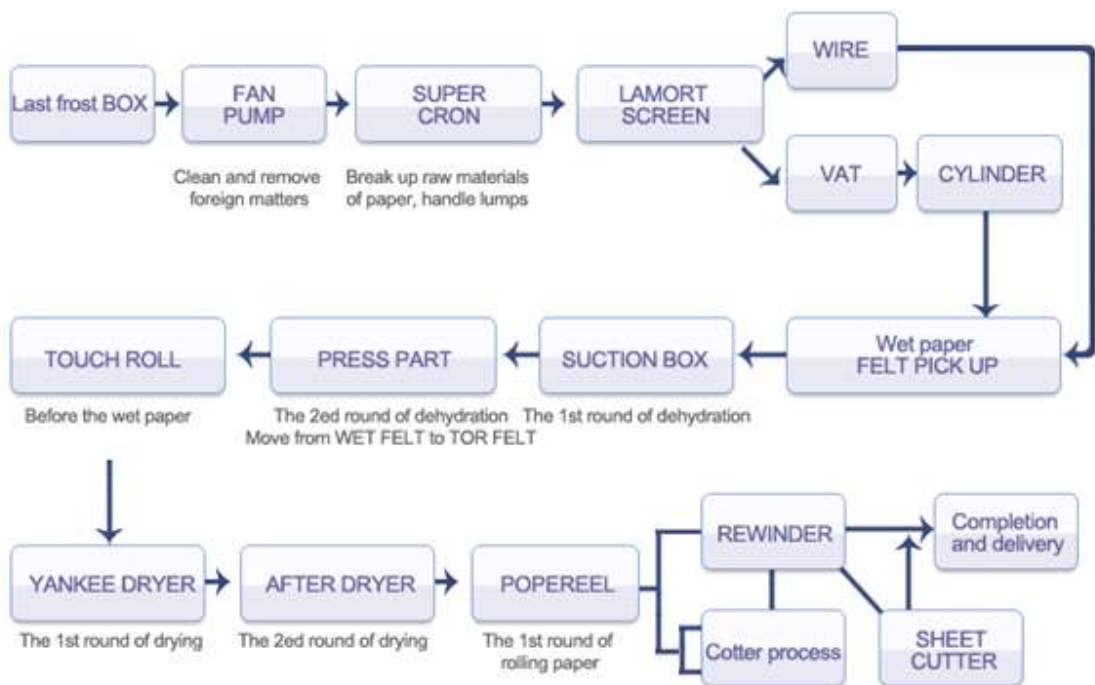 Last frost BOX
FAN
PUMP
Clean and remove
foreign matters
SUPER
CRON
Break up raw materials
of paper, handle lumps
LAMORT
SCREEN
WIRE
VAT
CYLINDER
Wet paper
FELT PICK UP
SUCTION BOX
The 1st round of dehydration
PRESS PART
The 2ed round of dehydration
Move from WET FELT to TOR FELT
TOUCH ROLL
Before the wet paper
YANKEE DRYER
The 1st round of drying
AFTER DRYER
The 2ed round of drying
POPEREEL
The 1st round of
rolling paper
REWINDER
Cotter process
SHEET
CUTTER
Completion
and delivery